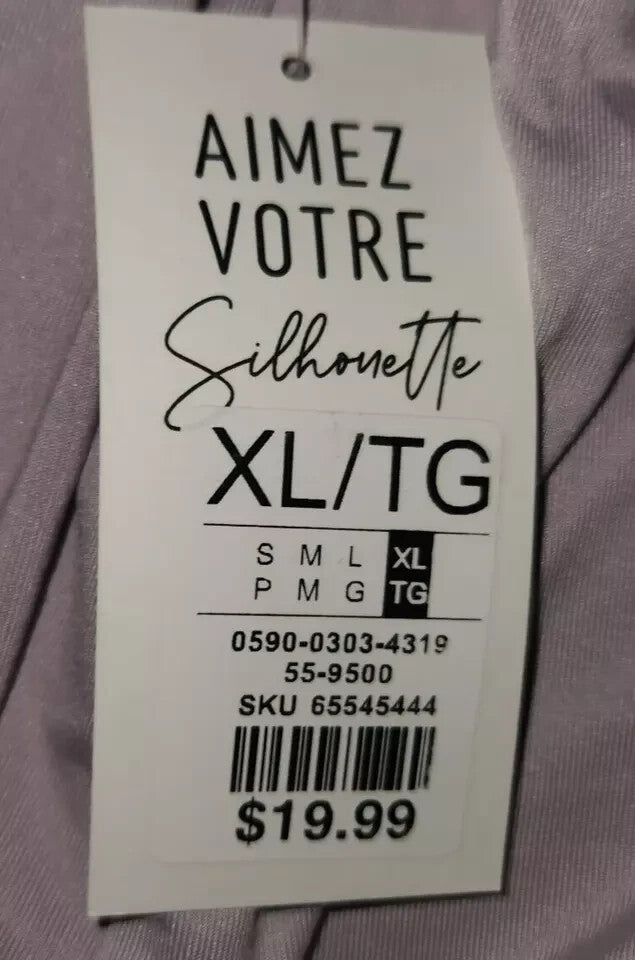 AIMEZ
VOTRE
Silhouette
XL/TG
S M L XL
P M G TG
0590-0303-4319
55-9500
SKU 65545444
$19.99